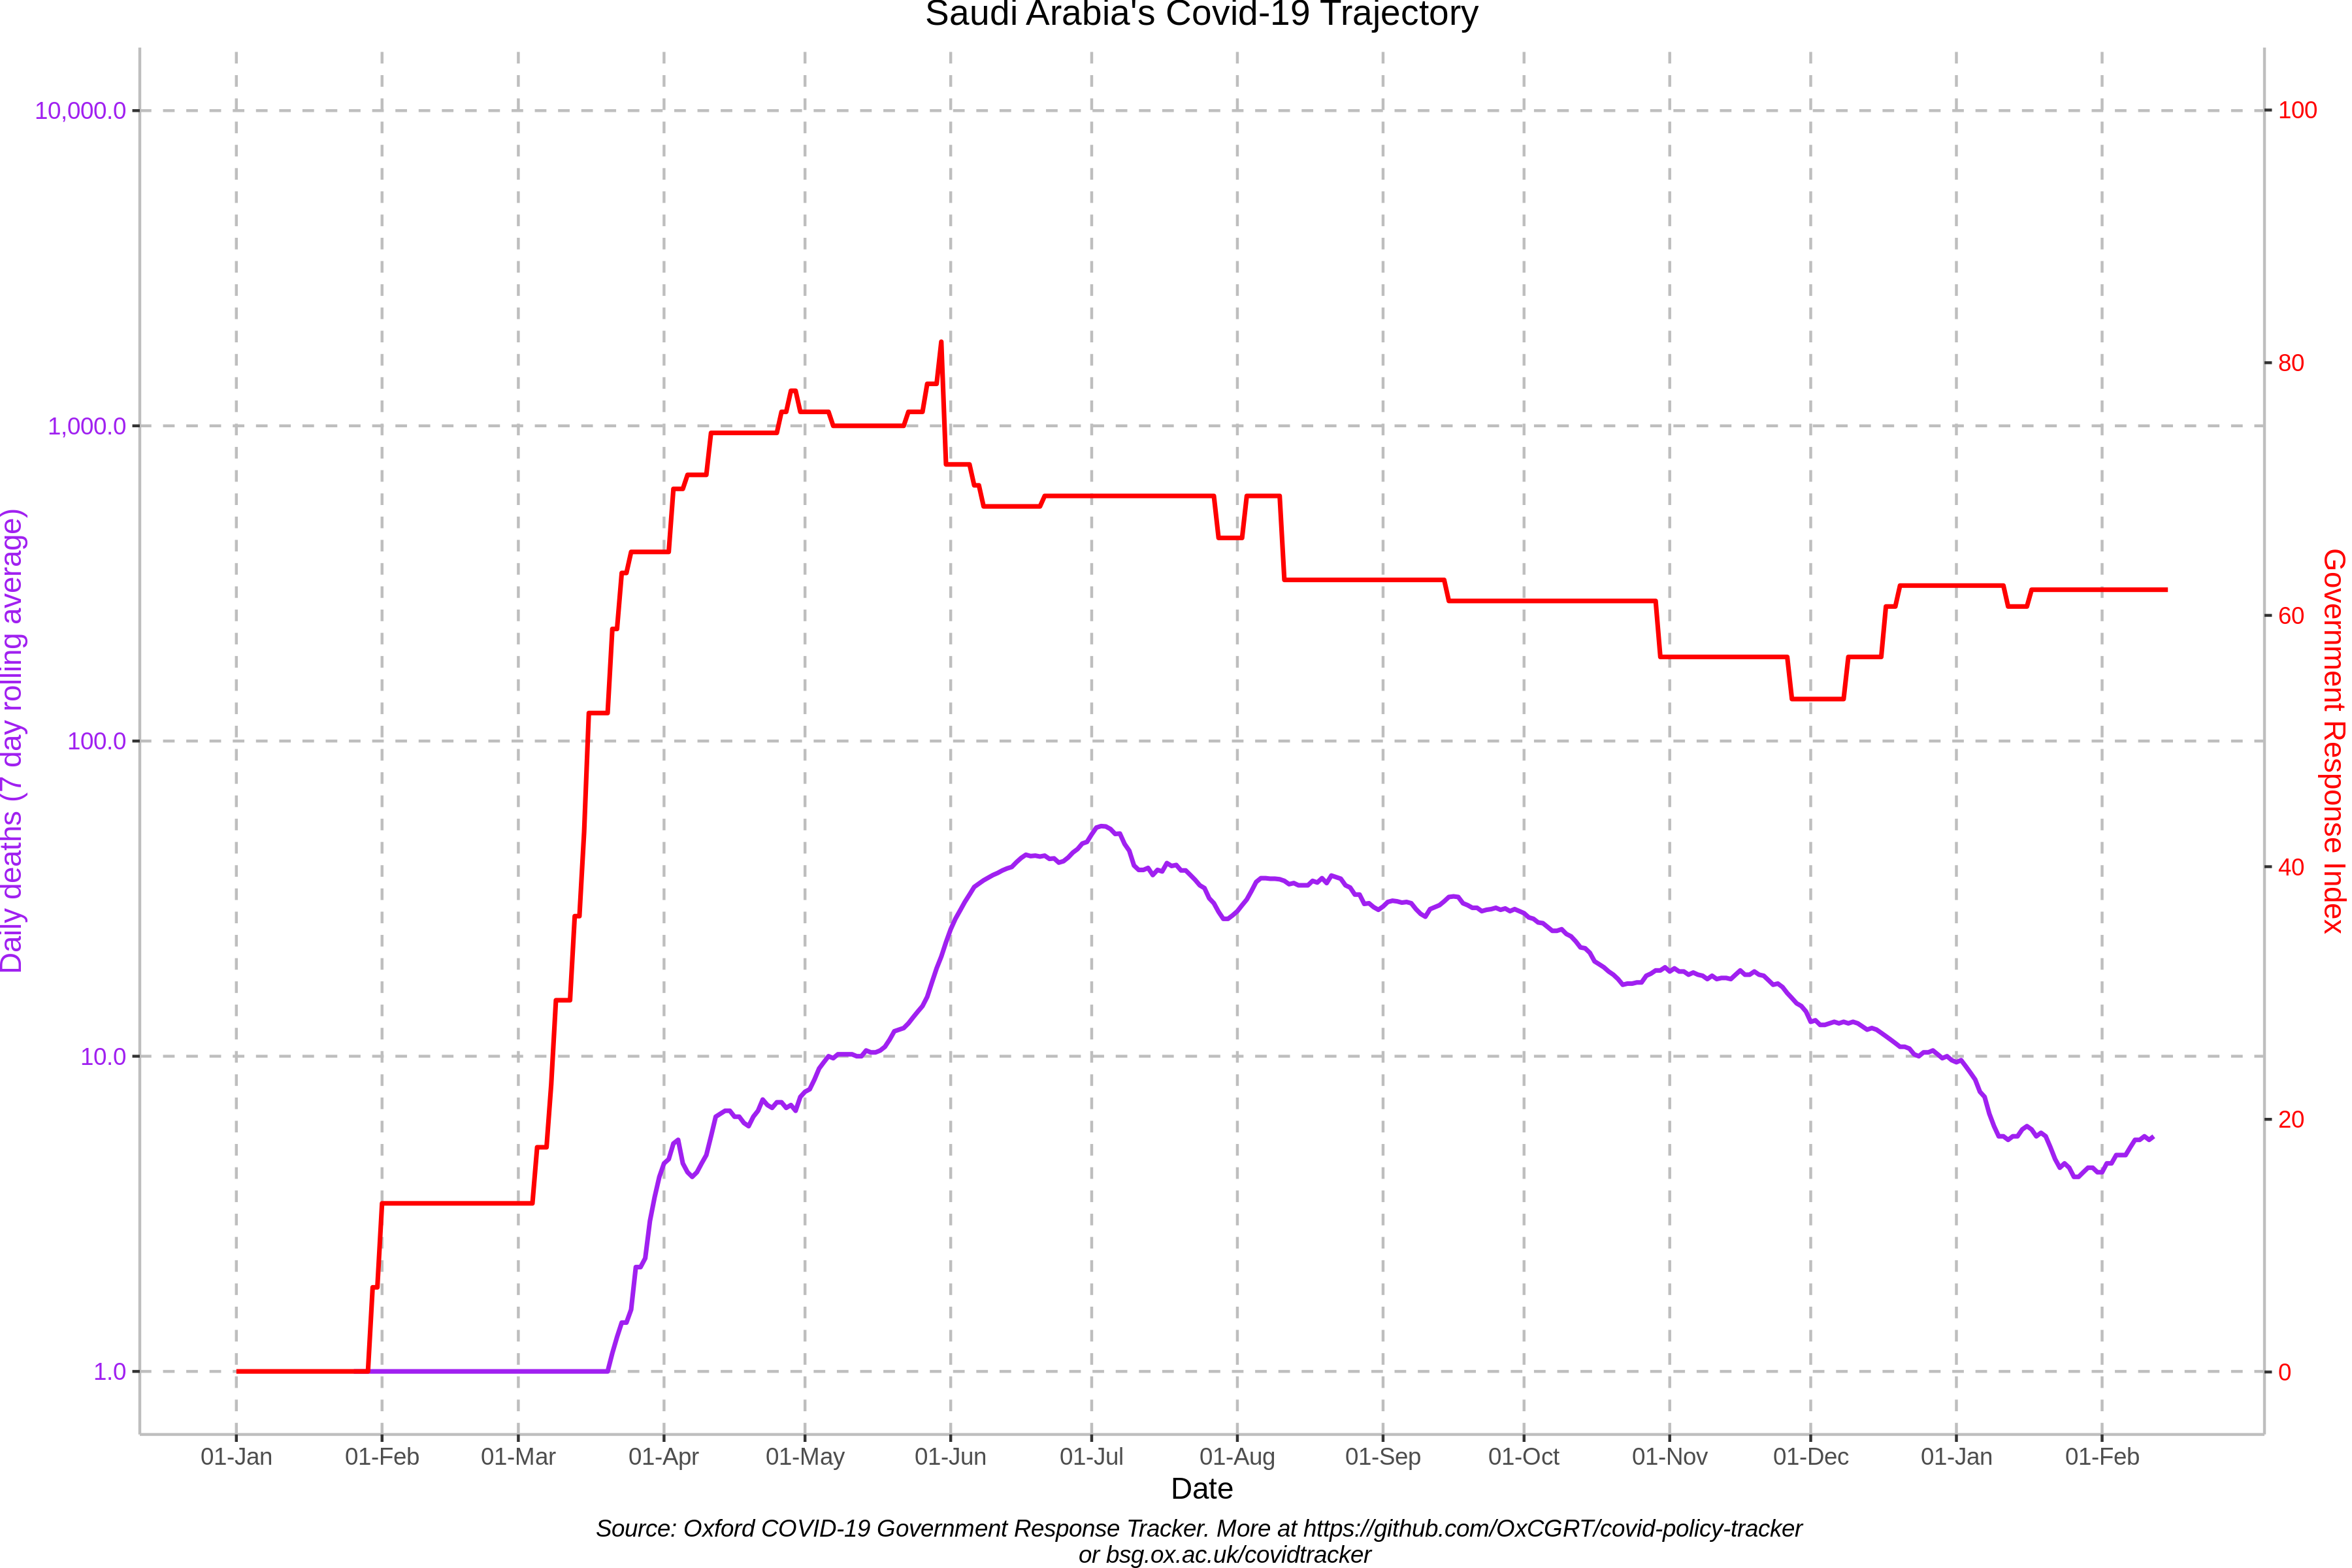 Saudi Arabia's Covid-19 Trajectory
10,000.0
1,000.0
100.0
10.0
1.0
Daily deaths (7 day rolling average)
100
80
60
40
20
0
Government Response Index
01-Jan 01-Feb 01-Mar 01-Apr 01-May 01-Jun 01-Jul 01-Aug 01-Sep 01-Oct 01-Nov 01-Dec 01-Jan 01-Feb
Date
Source: Oxford COVID-19 Government Response Tracker. More at https://github.com/OxCGRT/covid-policy-tracker
or bsg.ox.ac.uk/covidtracker